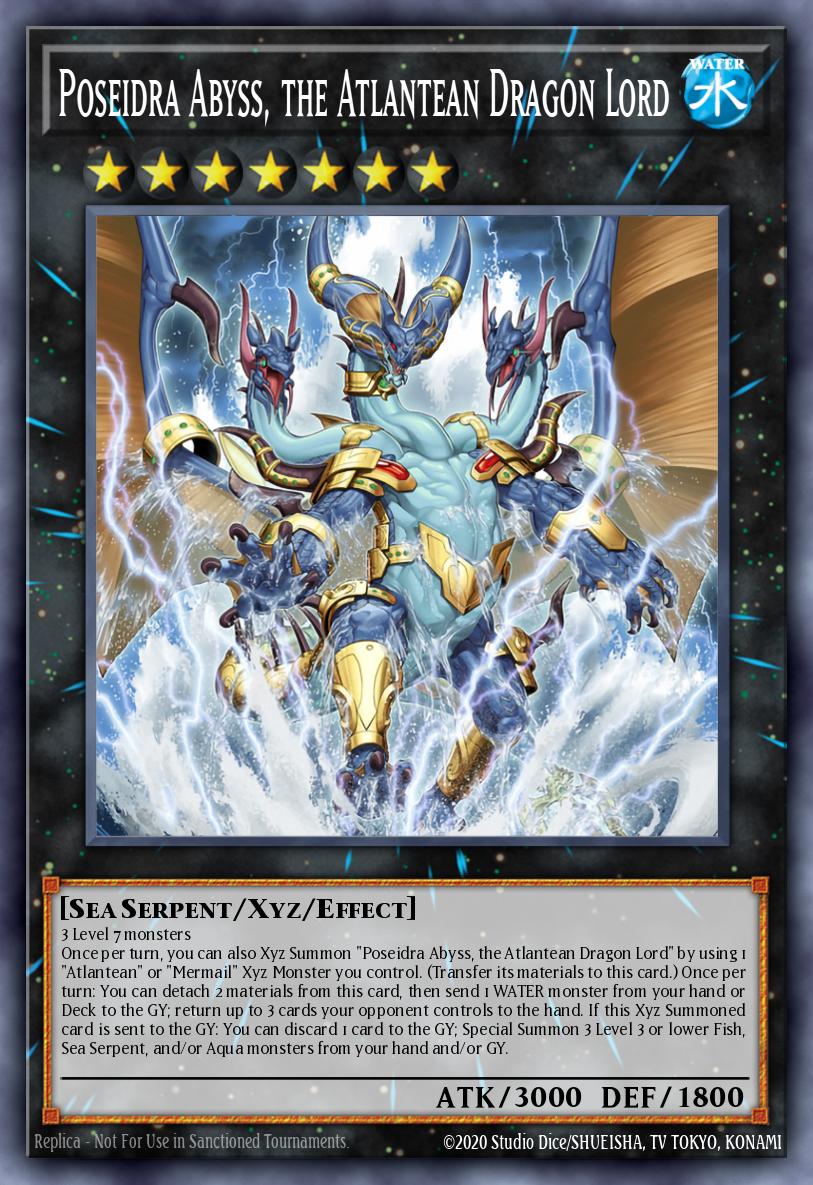 Poseidra Abyss, the Atlantean Dragon Lord
WATER
水
[Sea Serpent/Xyz/Effect]
3 Level 7 monsters
Once per turn, you can also Xyz Summon "Poseidra Abyss, the Atlantean Dragon Lord" by using 1
"Atlantean" or "Mermail" Xyz Monster you control. (Transfer its materials to this card.) Once per
turn: You can detach 2 materials from this card, then send 1 WATER monster from your hand or
Deck to the GY; return up to 3 cards your opponent controls to the hand. If this Xyz Summoned
card is sent to the GY: You can discard 1 card to the GY; Special Summon 3 Level 3 or lower Fish,
Sea Serpent, and/or Aqua monsters from your hand and/or GY.
ATK/3000 DEF/1800
Replica - Not For Use in Sanctioned Tournaments.
©2020 Studio Dice/SHUEISHA, TV TOKYO, KONAMI